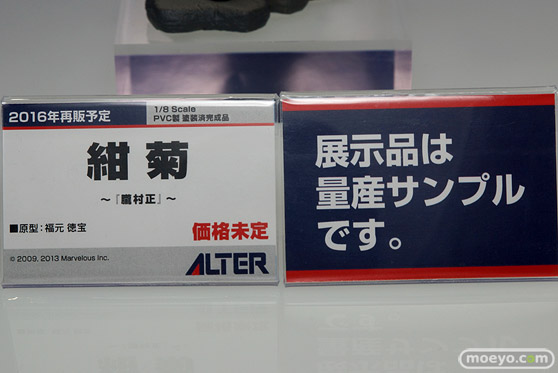 2016年再販予定
1/8 Scale
PVC製 塗装済完成品
紺菊
～『朧村正』～
■原型：福元 徳宝
価格未定
© 2009, 2013 Marvelous Inc.
ALTER
展示品は
量産サンプル
です。
moeyo.com